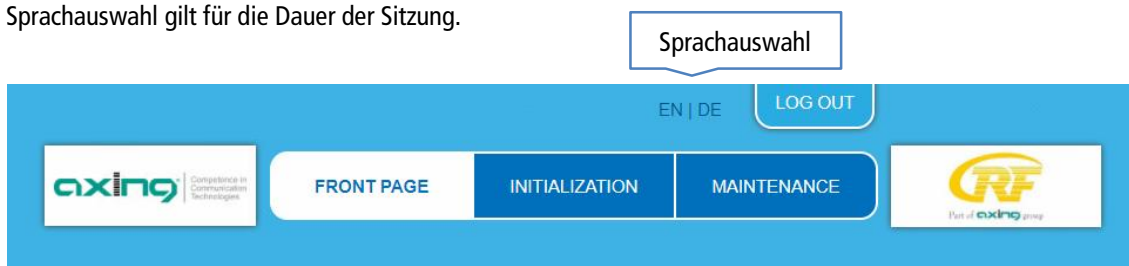 Sprachauswahl gilt für die Dauer der Sitzung.
Sprachauswahl
EN | DE
LOG OUT
axing
Competence in
Communication
Technologies
FRONT PAGE
INITIALIZATION
MAINTENANCE
CRF
Part of axing group